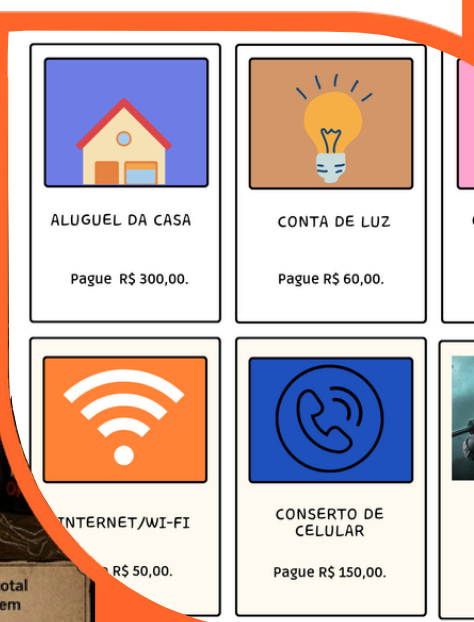 ALUGUEL DA CASA
Pague R$ 300,00.
CONTA DE LUZ
Pague R$ 60,00.
INTERNET/WI-FI
R$ 50,00.
CONSERTO DE
CELULAR
Pague R$ 150,00.
em